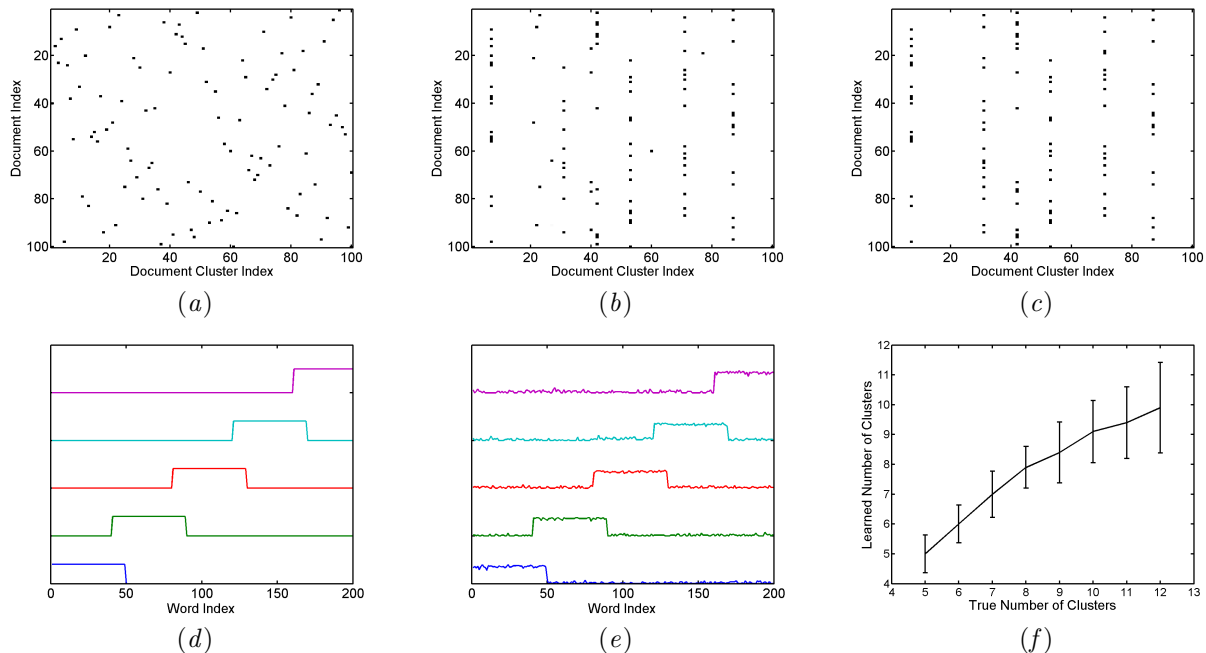 Document Index
20
40
60
80
100
20 40 60 80 100
Document Cluster Index
(a)
Document Index
20
40
60
80
100
20 40 60 80 100
Document Cluster Index
(b)
Document Index
20
40
60
80
100
20 40 60 80 100
Document Cluster Index
(c)
0 50 100 150 200
Word Index
(d)
0 50 100 150 200
Word Index
(e)
Learned Number of Clusters
12
11
10
9
8
7
6
5
4
4 5 6 7 8 9 10 11 12 13
True Number of Clusters
(f)